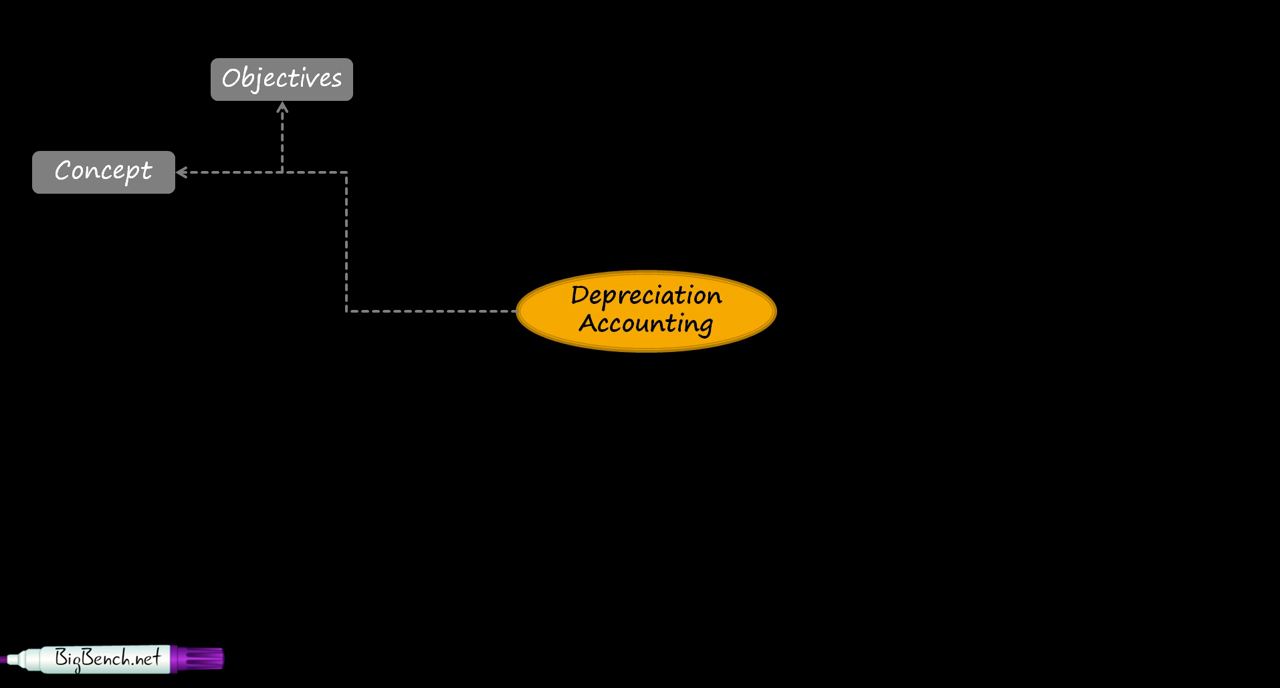 Objectives
Concept
Depreciation
Accounting
BigBench.net